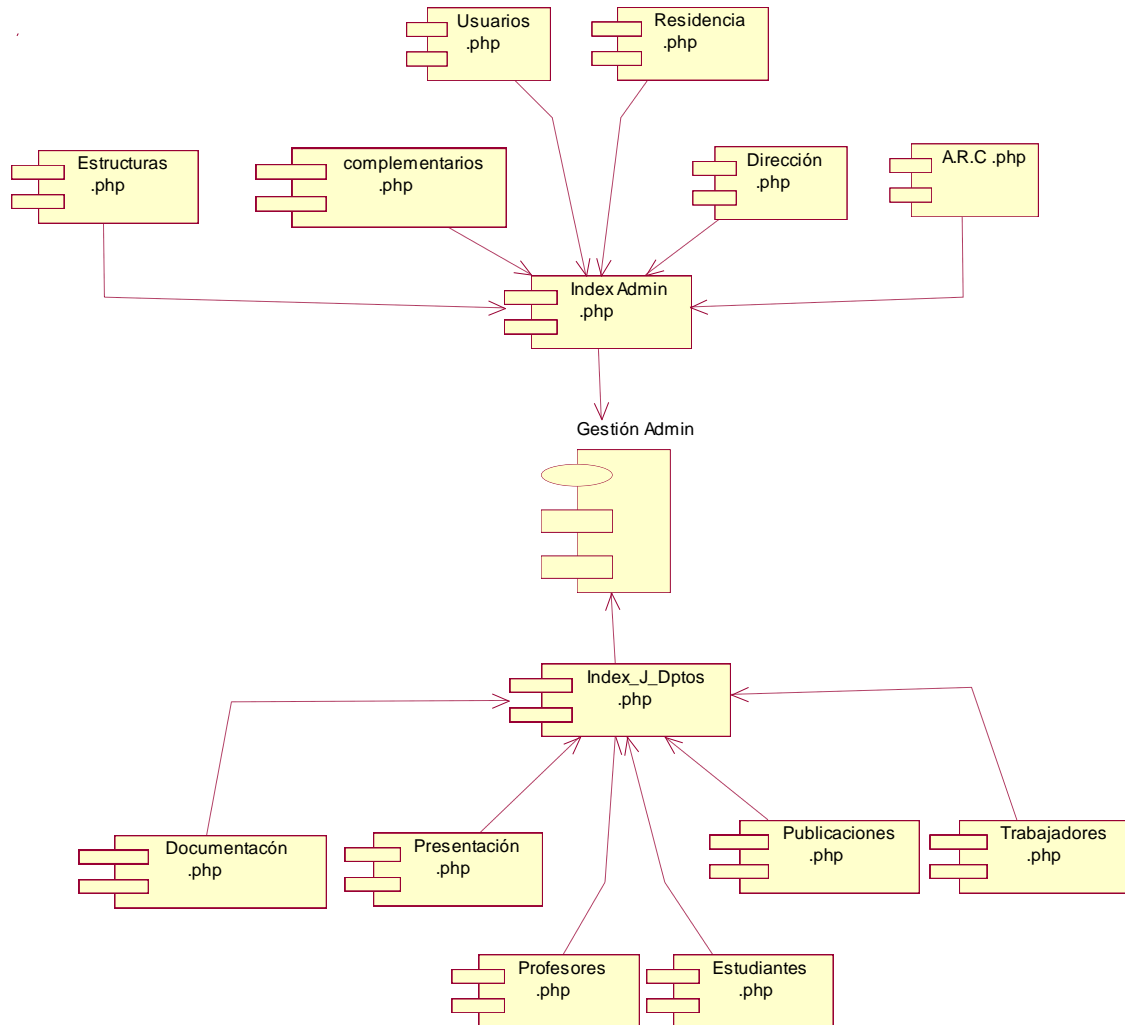 Usuarios
.php
Residencia
.php
Estructuras
.php
complementarios
.php
Dirección
.php
A.R.C .php
Index Admin
.php
Gestión Admin
Index_J_Dptos
.php
Documentacón
.php
Presentación
.php
Publicaciones
.php
Trabajadores
.php
Profesores
.php
Estudiantes
.php